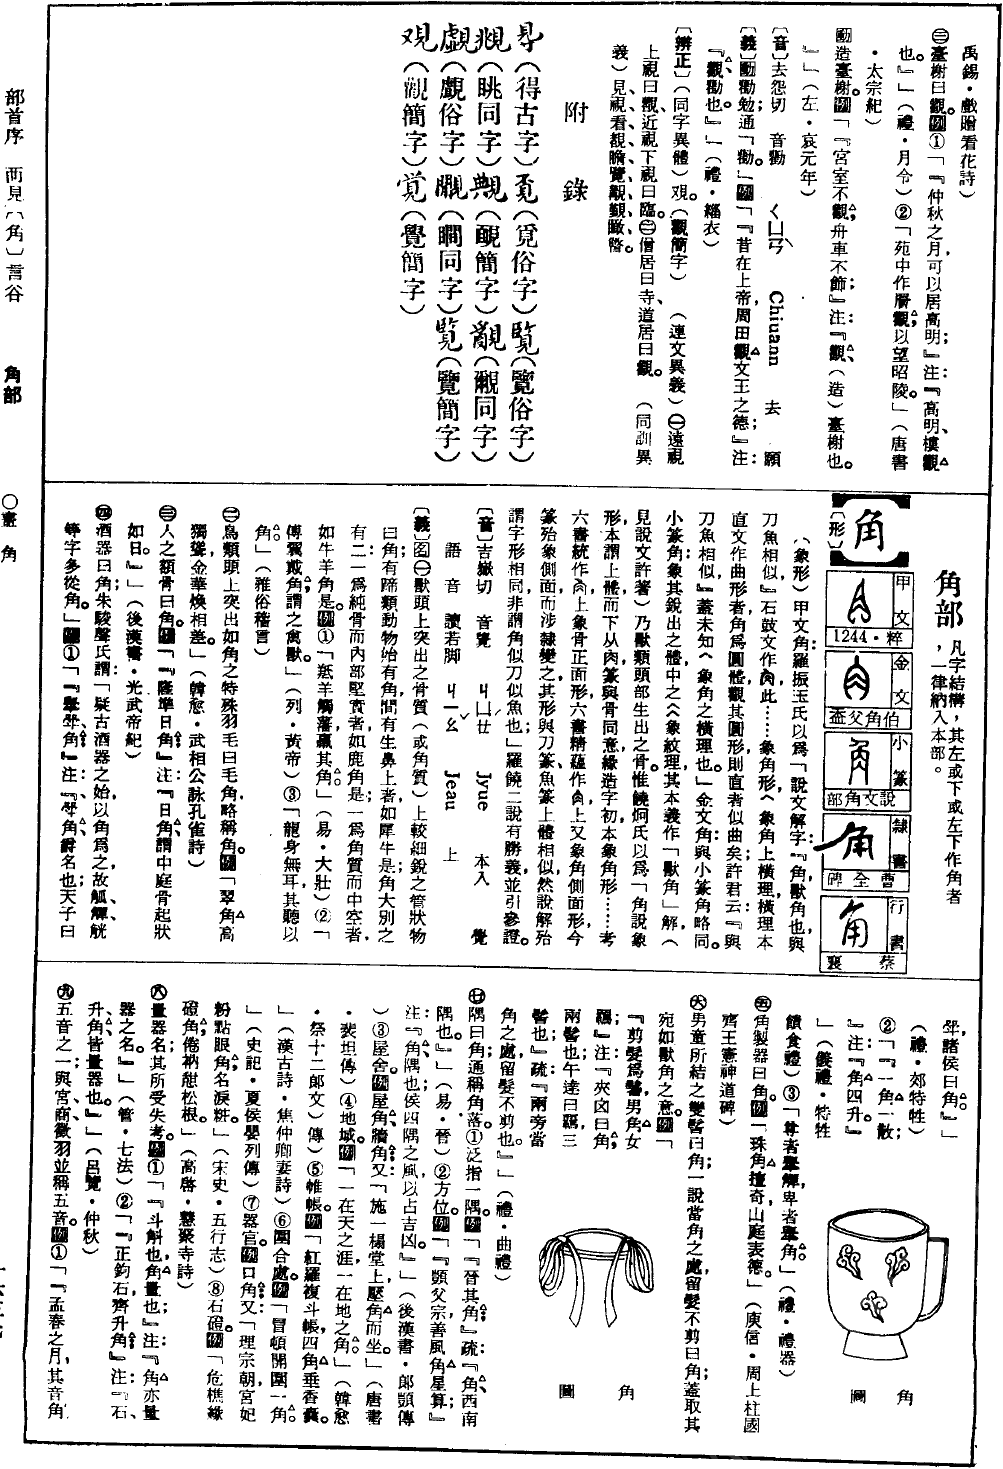 禹錫・戲贈看花詩）
㊂臺榭曰觀。例①「『仲秋之月，可以居高明；』注：『高明，樓觀
也。』」（禮・月令）②「苑中作層觀，以望昭陵。」（唐書
・太宗紀）
造臺榭。例「『宮室不觀，舟車不飾；』注：『觀，（造）臺榭也。
』」（左・哀元年）
〔音〕去怨切　音勸　ㄑㄩㄢˋ　Chiuann　去　願
〔義〕勸勉；通「勸」。例「『昔在上帝，周田觀文王之德；』注：
『觀，勸也。』」（禮・緇衣）
〔辨正〕（同字異體）观。（觀簡字）　（連文異義）㊀遠視
上視曰觀，近視下視曰臨。㊁僧居曰寺，道居曰觀。　（同訓異
義）見、視、看、覩、瞻、覽、觀、覲、瞰、督。
附　錄
㝵（得古字）覔（覓俗字）覧（覽俗字）
覜（眺同字）（覿簡字）（覶同字）
觑（覷俗字）（瞷同字）览（覽簡字）
观（觀簡字）觉（覺簡字）
角部　凡字結構，其左或下或左下作角者
，一律納入本部。
角
〔形〕
甲文　粹・1244
金文　伯角父盉
小篆　說文角部
隸書　曹全碑
行書　蔡襄
（象形）甲文角，羅振玉氏以爲「說文解字：『角，獸角也，與
刀魚相似。』石鼓文作，此……象角形，象角上橫理。橫理本
直文，作曲形者，角爲圓體，觀其圓形，則直者似曲矣。許君云『與
刀魚相似。』蓋未知象角之橫理也。」金文角與小篆角略同。
小篆角：象其銳出之體，中之象紋理，其本義作「獸角」解，（
見說文許著）乃獸類頭部生出之骨。惟饒炯氏以爲「角說象
形，本謂上體，而下从肉，篆與骨同意，緣造字初本象角形……考
六書統作，上象骨正面形，六書精蘊作，上又象角側面形，今
篆殆象側面而涉隸變之；其形與刀篆魚篆上體相似，然說解殆
謂字形相同，非謂角似刀似魚也。」羅饒二說有勝義，並引參證。
〔音〕吉嶽切　音覺　ㄐㄩㄝ　Jyue　本入　覺
語音　讀若脚　ㄐㄧㄠ　Jeau　上
〔義〕名㊀獸頭上突出之骨質（或角質）上較細銳之管狀物
曰角；有蹄類動物始有角，間有生鼻上者如犀牛是；角大別之
有二：一爲純骨而內部堅實者，如鹿角是；一爲角質而中空者，
如牛羊角是。例①「羝羊觸藩，羸其角。」（易・大壯）②「
傅翼戴角，謂之禽獸。」（列・黃帝）③「龍身無耳，其聽以
角。」（雅俗稽言）
㊁鳥類頭上突出如角之特殊羽毛曰毛角，略稱角。例「翠角高
獨聳，金華煥相差。」（韓愈・武相公詠孔雀詩）
㊂人之額骨曰角。例「『隆準日角；』注：『日角，謂中庭骨起，狀
如日。』」（後漢書・光武帝紀）
㊃酒器曰角；朱駿聲氏謂「疑古酒器之始，以角爲之，故觚、觶、觥
等字多從角。」例①「『舉斝角；』注：『斝、角，爵名也，天子曰
斝，諸侯曰角。』」
（禮・郊特牲）
②「『一角一散；
』注：『角四升。』
」（儀禮・特牲
饋食禮）③「尊者舉觶，卑者舉角。」（禮・禮器）
㊄角製器曰角。例「珠角擅奇，山庭表德。」（庾信・周上柱國
齊王憲神道碑）
㊅男童所結之雙髻曰角；一說當角之處，留髮不剪曰角；蓋取其
宛如獸角之意。例「
『剪髮爲鬌，男角女
羈；』注：『夾囟曰角，
兩髻也；午達曰羈，三
髻也。』疏『兩旁當
角之處，留髮不剪也。』」（禮・曲禮）
㊆隅曰角，通稱角落。①泛指一隅。例「『晉其角。』疏：『角，西南
隅也。』」（易・晉）②方位。例「『顗父宗，善風角星算；』
注：『角，隅也；候四隅之風，以占吉凶。』」（後漢書・郎顗傳
）③屋舍。例屋角、牆角。又「施一榻堂上，壓角而坐。」（唐書
・裴坦傳）④地域。例「一在天之涯，一在地之角。」（韓愈
・祭十二郎文）⑤帷帳。例「紅羅複斗帳，四角垂香囊。
」（漢古詩・焦仲卿妻詩）⑥圍合處。例「冒頓開圍一角。
」（史記・夏侯嬰列傳）⑦器官。例口角。又：「理宗朝，宮妃
粉點眼角，名淚粧。」（宋史・五行志）⑧石磴。例「危樵緣
磴角，倦衲憩松根。」（高啓・慧聚寺詩）
㊇量器名，其所受失考。例①「『斗斛也，角量也；』注：『角，亦量
器之名。』」（管・七法）②「『正鈞石，齊升角。』注：『石、
升、角，皆量器也。』」（呂覽・仲秋）
㊈五音之一；與宮、商、徵、羽並稱五音。例①「『孟春之月，其音角，
角圖
角圖
部首序　而見〔角〕言谷　角部　〇畫　角